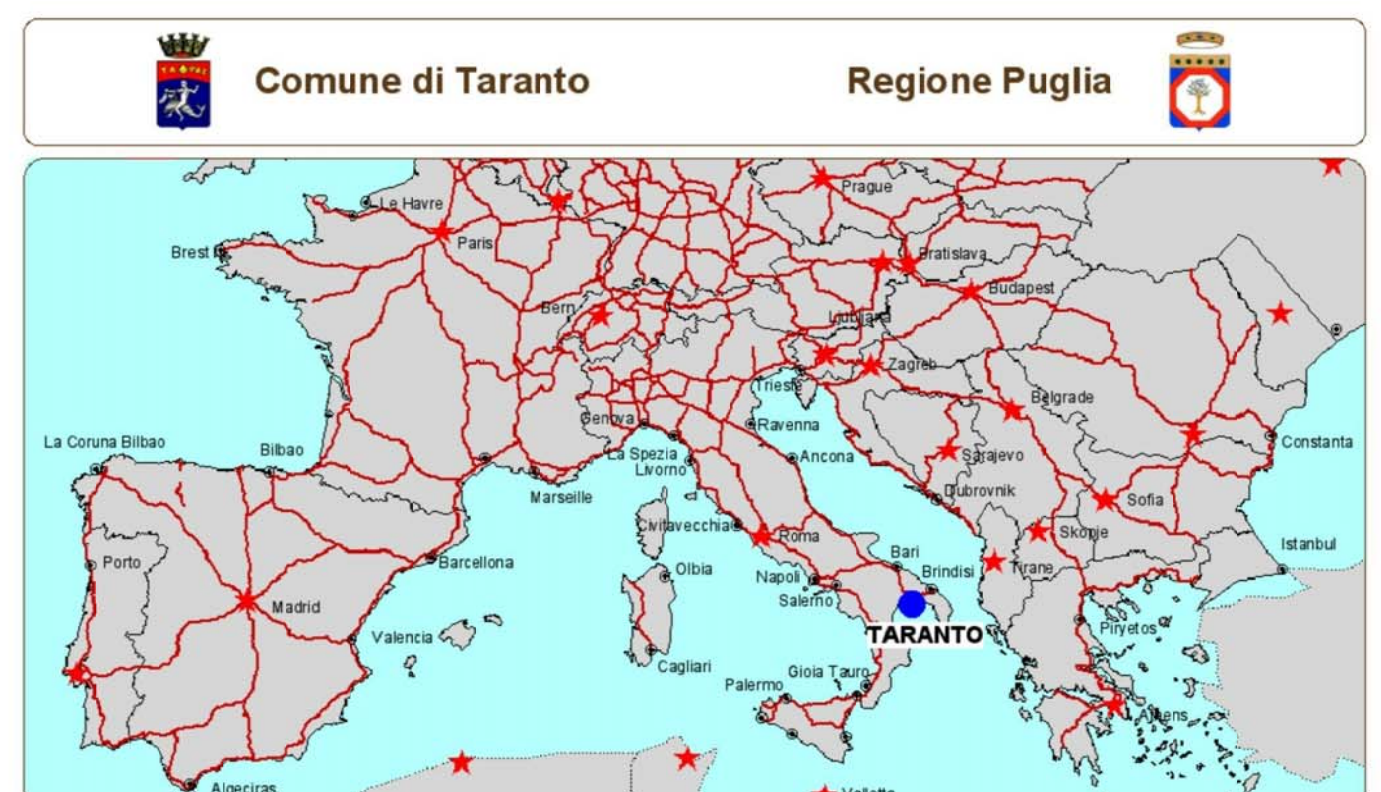 Comune di Taranto
Regione Puglia
Prague
Le Havre
Paris
Brest
Bratislava
Budapest
Bern
Ljubljana
Zagreb
Trieste
Belgrade
Genova
Ravenna
La Coruna Bilbao
Bilbao
Constanta
La Spezia
Ancona
Sarajevo
Livorno
Marseille
Dubrovnik
Sofia
Civitavecchia
Roma
Skopje
Istanbul
Porto
Barcellona
Olbia
Bari
Tirane
Napoli
Brindisi
Madrid
Salerno
Valencia
TARANTO
Piryetos
Cagliari
Gioia Tauro
Palermo
Athens
Algeciras
Valletta